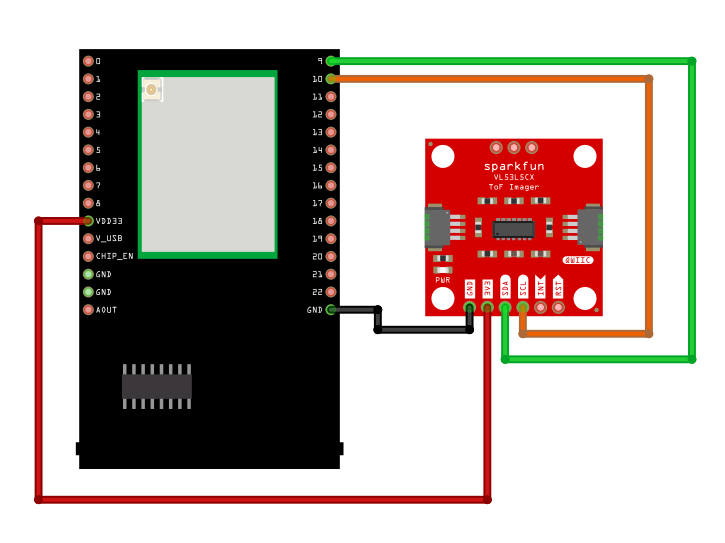 0
1
2
3
4
5
6
7
8
VDD33
V_USB
CHIP_EN
GND
GND
AOUT
9
10
11
12
13
14
15
16
17
18
19
20
21
22
GND
sparkfun
VL53L5CX
ToF Imager
QWIIC
PWR
GND
3V3
SDA
SCL
INT
RST